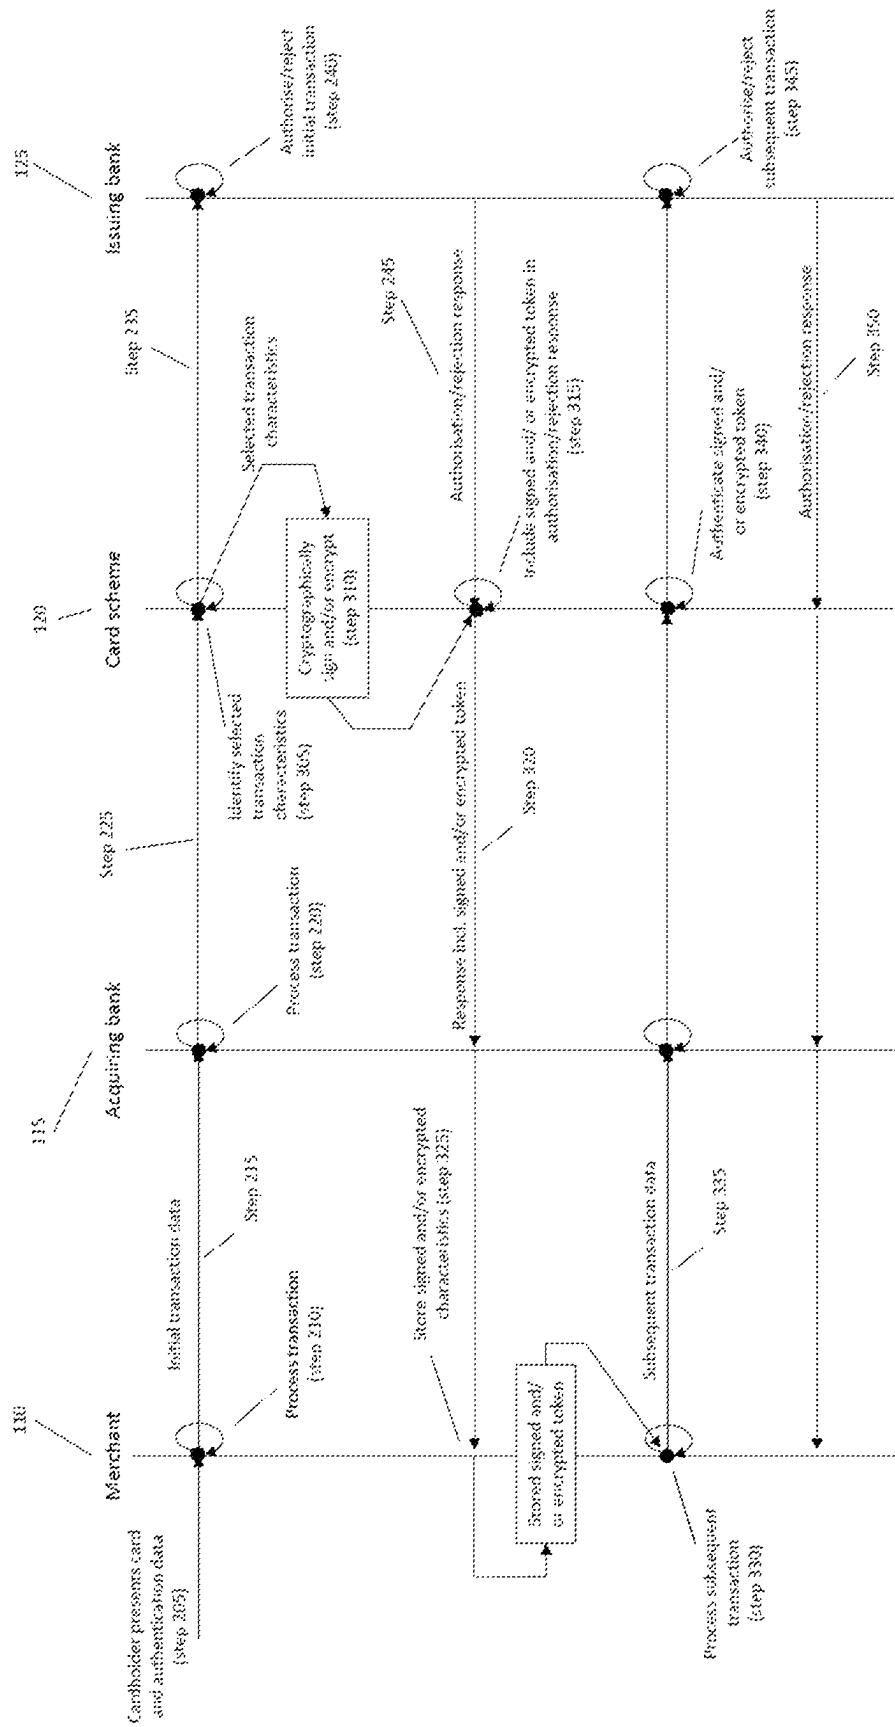 110
Merchant
115
Acquiring bank
120
Card scheme
125
Issuing bank
Cardholder presents card
and authentication data
(step 205)
Process transaction
(step 210)
Initial transaction data
Step 215
Process transaction
(step 220)
Step 225
Identify selected
transaction
characteristics
(step 305)
Selected transaction
characteristics
Cryptographically
sign and/or encrypt
(step 310)
Step 235
Authorise/reject
initial transaction
(step 240)
Authorisation/rejection response
Step 245
Include signed and/ or encrypted token in
authorisation/rejection response
(step 315)
Response incl. signed and/or encrypted token
Step 320
Store signed and/or encrypted
characteristics (step 325)
Stored signed and/
or encrypted token
Process subsequent
transaction
(step 330)
Subsequent transaction data
Step 335
Authenticate signed and/
or encrypted token
(step 340)
Authorise/reject
subsequent transaction
(step 345)
Authorisation/rejection response
Step 350